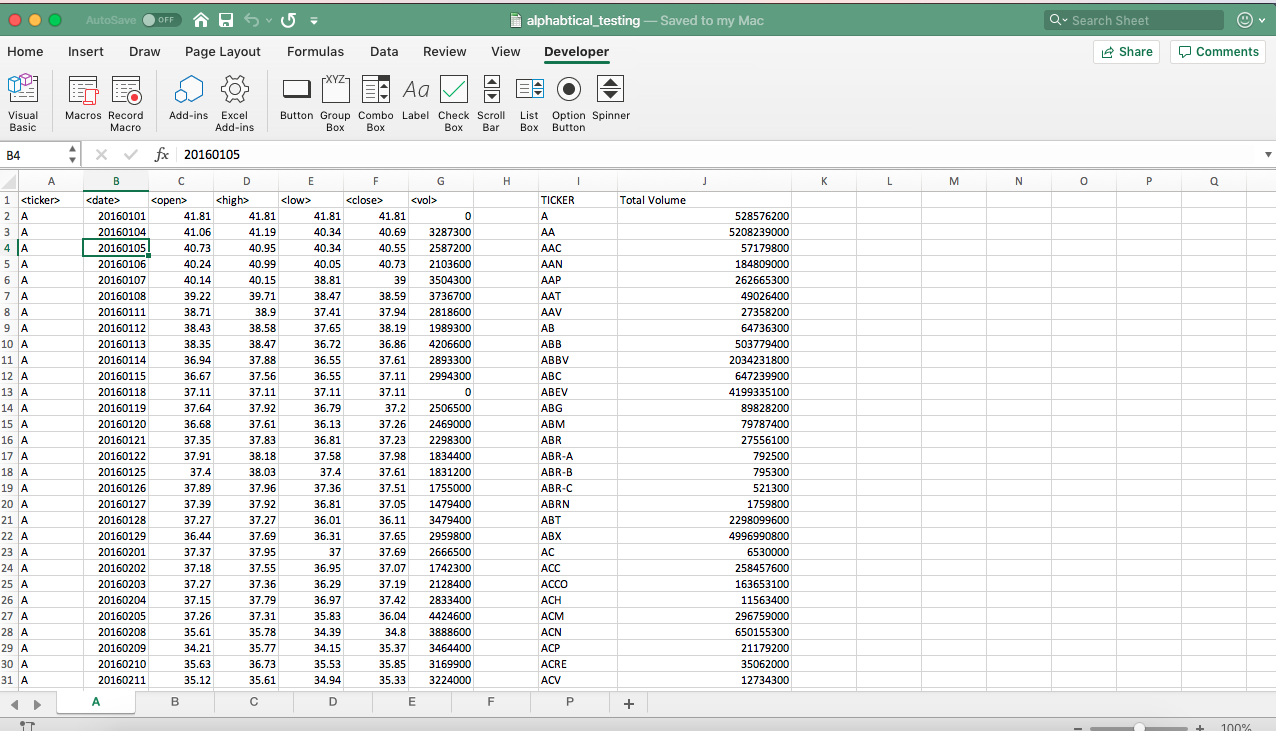 AutoSave OFF alphabtical_testing — Saved to my Mac Search Sheet
Home Insert Draw Page Layout Formulas Data Review View Developer Share Comments
Visual Basic Macros Record Macro Add-ins Excel Add-ins Button XYZ Group Box Combo Box Aa Label Check Box Scroll Bar List Box Option Button Spinner
B4 fx 20160105
A B C D E F G H I J K L M N O P Q
1 <ticker> <date> <open> <high> <low> <close> <vol> TICKER Total Volume
2 A 20160101 41.81 41.81 41.81 41.81 0 A 528576200
3 A 20160104 41.06 41.19 40.34 40.69 3287300 AA 5208239000
4 A 20160105 40.73 40.95 40.34 40.55 2587200 AAC 57179800
5 A 20160106 40.24 40.99 40.05 40.73 2103600 AAN 184809000
6 A 20160107 40.14 40.15 38.81 39 3504300 AAP 262665300
7 A 20160108 39.22 39.71 38.47 38.59 3736700 AAT 49026400
8 A 20160111 38.71 38.9 37.41 37.94 2818600 AAV 27358200
9 A 20160112 38.43 38.58 37.65 38.19 1989300 AB 64736300
10 A 20160113 38.35 38.47 36.72 36.86 4206600 ABB 503779400
11 A 20160114 36.94 37.88 36.55 37.61 2893300 ABBV 2034231800
12 A 20160115 36.67 37.56 36.55 37.11 2994300 ABC 647239900
13 A 20160118 37.11 37.11 37.11 37.11 0 ABEV 4199335100
14 A 20160119 37.64 37.92 36.79 37.2 2506500 ABG 89828200
15 A 20160120 36.68 37.61 36.13 37.26 2469000 ABM 79787400
16 A 20160121 37.35 37.83 36.81 37.23 2298300 ABR 27556100
17 A 20160122 37.91 38.18 37.58 37.98 1834400 ABR-A 792500
18 A 20160125 37.4 38.03 37.4 37.61 1831200 ABR-B 795300
19 A 20160126 37.89 37.96 37.36 37.51 1755000 ABR-C 521300
20 A 20160127 37.39 37.92 36.81 37.05 1479400 ABRN 1759800
21 A 20160128 37.27 37.27 36.01 36.11 3479400 ABT 2298099600
22 A 20160129 36.44 37.69 36.31 37.65 2959800 ABX 4996990800
23 A 20160201 37.37 37.95 37 37.69 2666500 AC 6530000
24 A 20160202 37.18 37.55 36.95 37.07 1742300 ACC 258457600
25 A 20160203 37.27 37.36 36.29 37.19 2128400 ACCO 163653100
26 A 20160204 37.15 37.79 36.97 37.42 2833400 ACH 11563400
27 A 20160205 37.26 37.31 35.83 36.04 4424600 ACM 296759000
28 A 20160208 35.61 35.78 34.39 34.8 3888600 ACN 650155300
29 A 20160209 34.21 35.77 34.15 35.37 3464400 ACP 21179200
30 A 20160210 35.63 36.73 35.53 35.85 3169900 ACRE 35062000
31 A 20160211 35.12 35.61 34.94 35.33 3224000 ACV 12734300
A B C D E F P +
100%